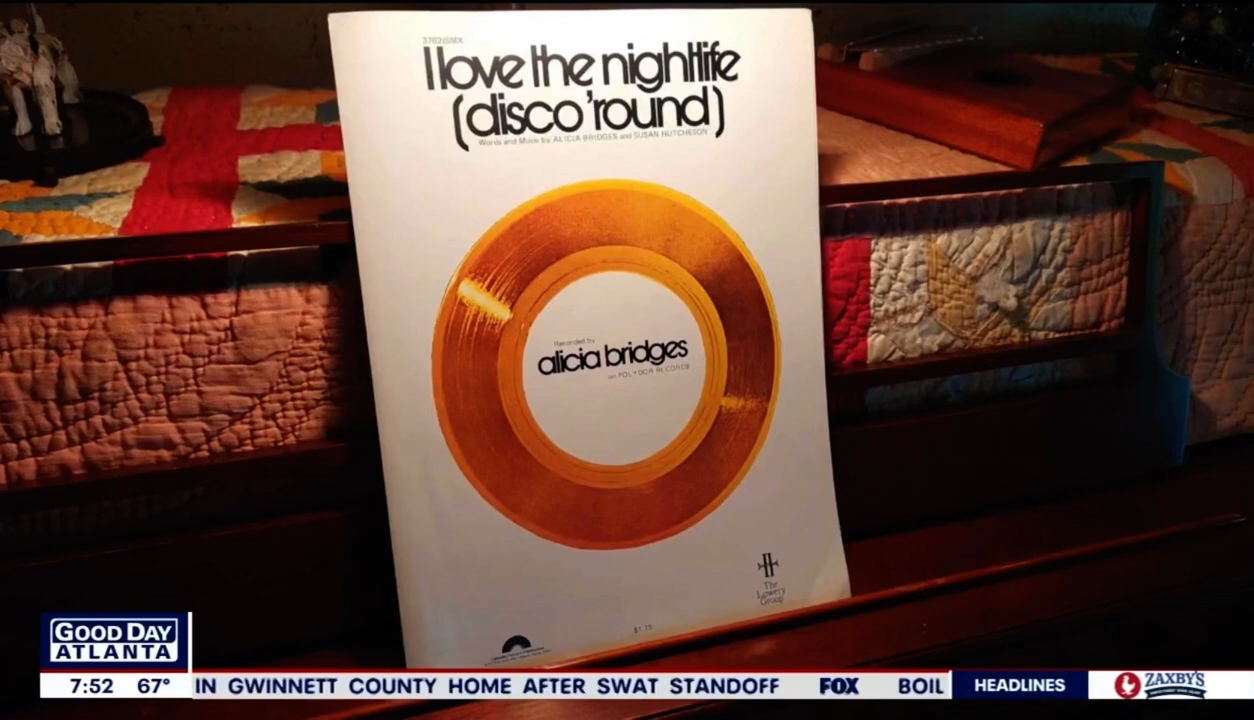 3762ISMX
I love the nightlife
(disco 'round)
Words and Music by ALICIA BRIDGES and SUSAN HUTCHESON
Recorded by
alicia bridges
on POLYDOR RECORDS
The
Lowery
Group
GOOD DAY
ATLANTA
7:52 67° IN GWINNETT COUNTY HOME AFTER SWAT STANDOFF FOX BOIL HEADLINES ZAXBY'S